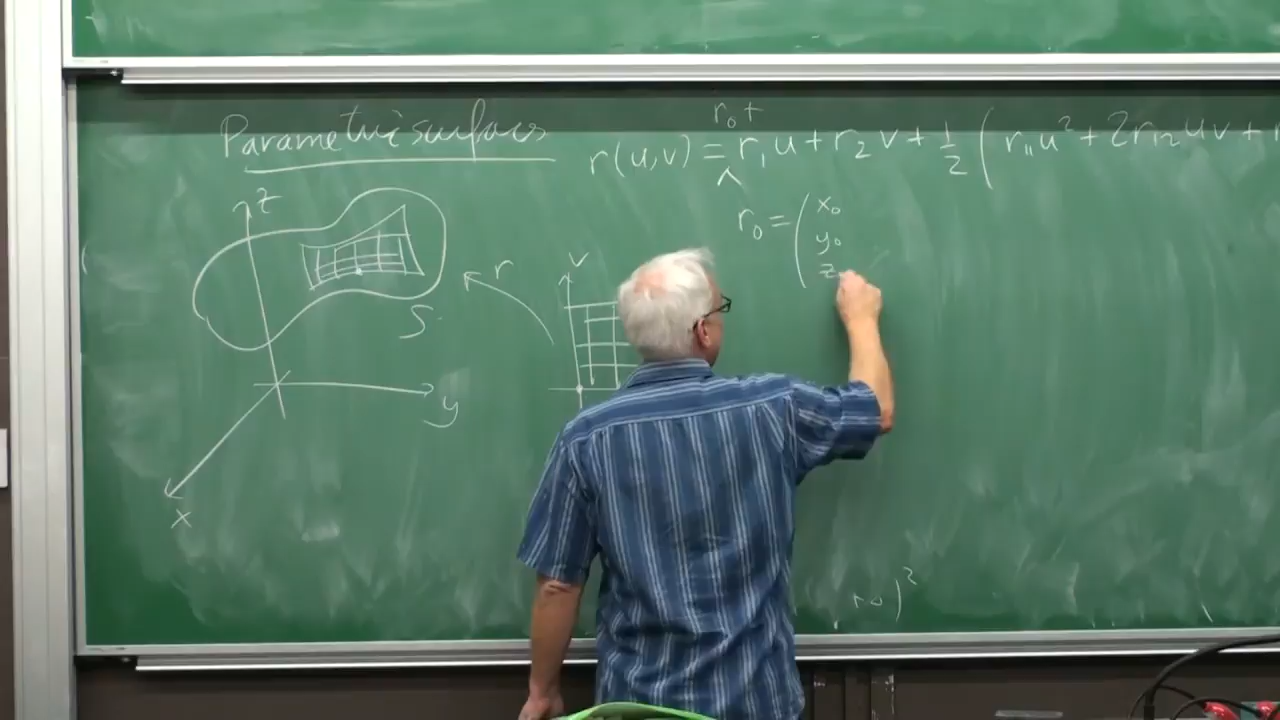 Parametric surfaces
r₀+
r(u,v) = r₁u + r₂v + ½ ( r₁₁u² + 2r₁₂uv +
^
r₀ = ( x₀
y₀
z
z
v
r
S
y
x
)²